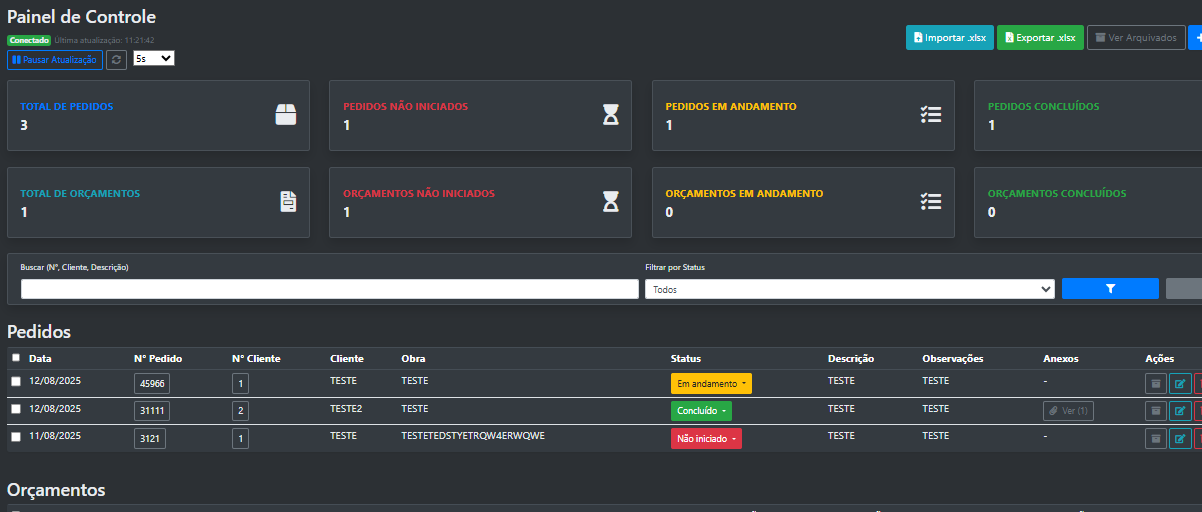 Painel de Controle
Conectado Última atualização: 11:21:42
Pausar Atualização 5s
Importar .xlsx Exportar .xlsx Ver Arquivados
TOTAL DE PEDIDOS PEDIDOS NÃO INICIADOS PEDIDOS EM ANDAMENTO PEDIDOS CONCLUÍDOS
3 1 1 1
TOTAL DE ORÇAMENTOS ORÇAMENTOS NÃO INICIADOS ORÇAMENTOS EM ANDAMENTO ORÇAMENTOS CONCLUÍDOS
1 1 0 0
Buscar (Nº, Cliente, Descrição) Filtrar por Status
Todos
Pedidos
Data Nº Pedido Nº Cliente Cliente Obra Status Descrição Observações Anexos Ações
12/08/2025 45966 1 TESTE TESTE Em andamento TESTE TESTE -
12/08/2025 31111 2 TESTE2 TESTE Concluído TESTE TESTE Ver (1)
11/08/2025 3121 1 TESTE TESTETEDSTYETRQW4ERWQWE Não iniciado TESTE TESTE -
Orçamentos